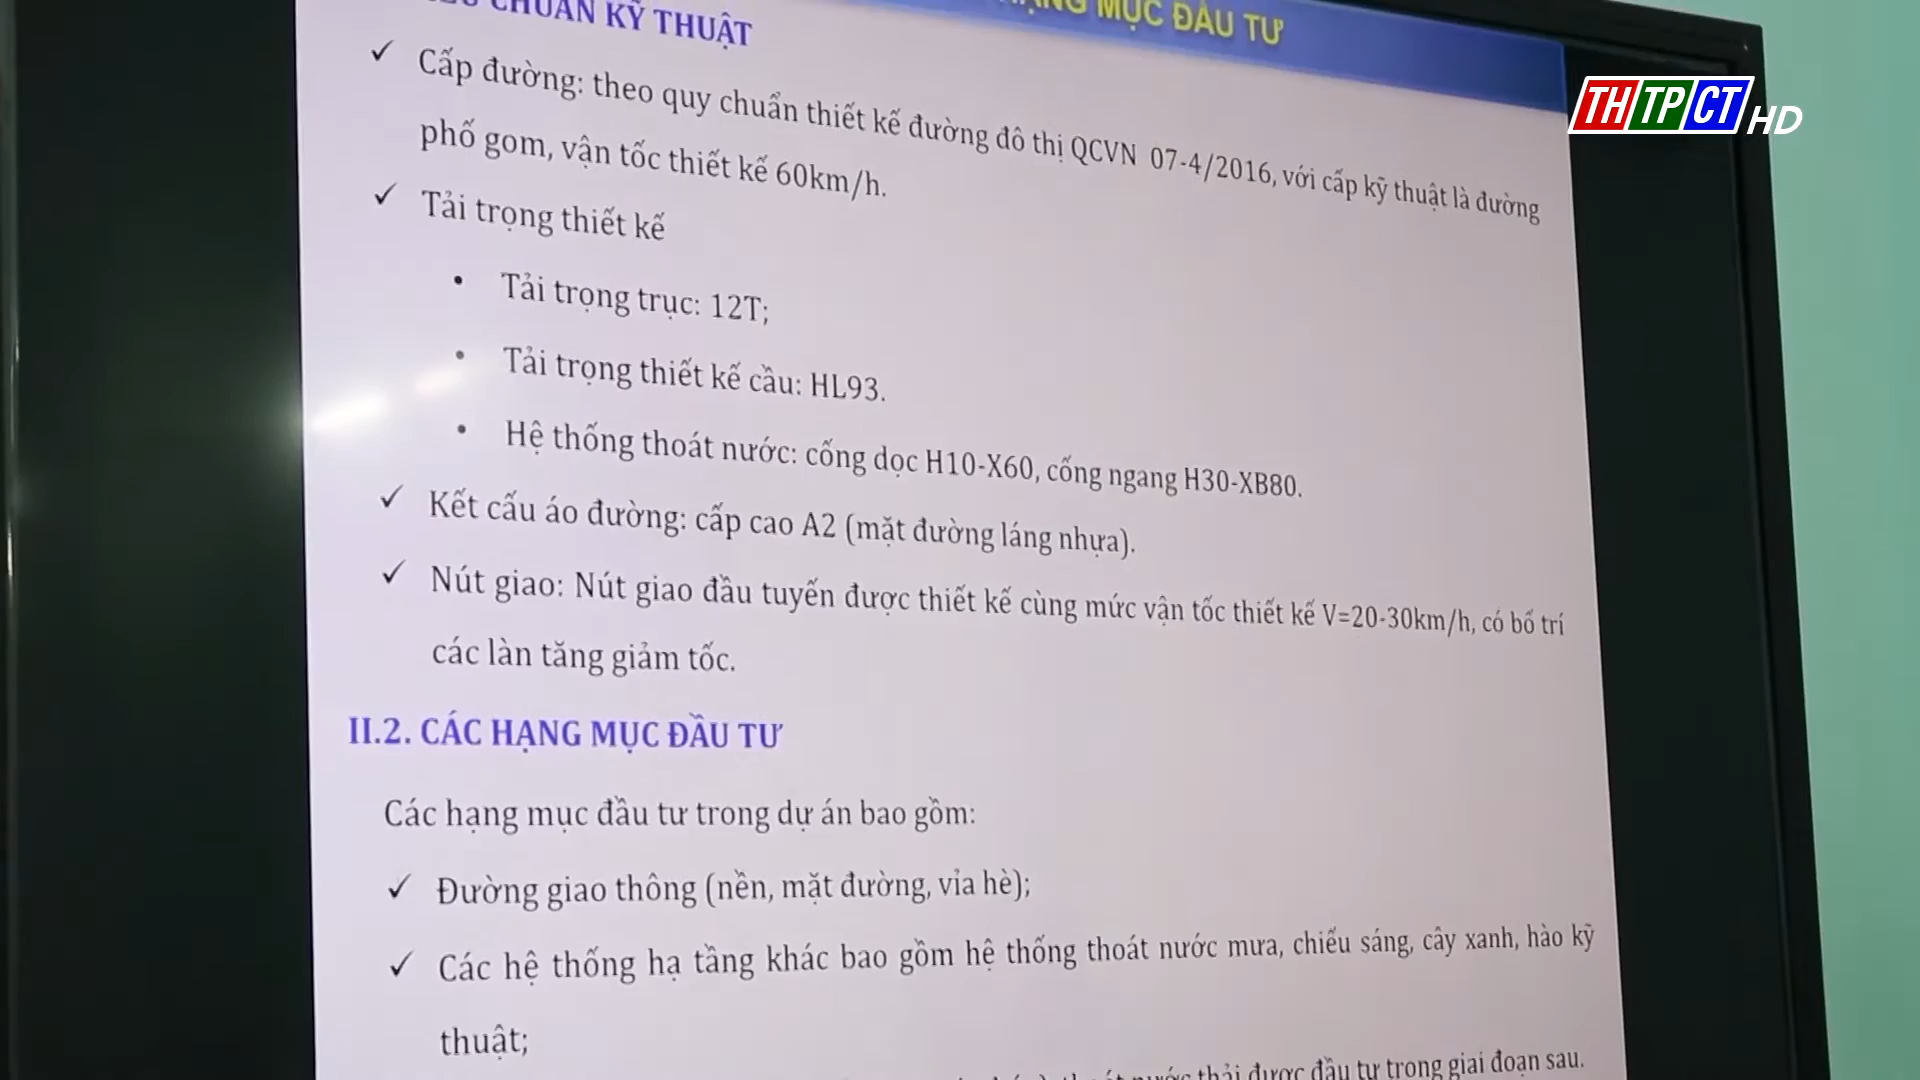 MỤC ĐẦU TƯ
CHUẨN KỸ THUẬT
THTPCT HD
✓ Cấp đường: theo quy chuẩn thiết kế đường đô thị QCVN 07-4/2016, với cấp kỹ thuật là đường
phố gom, vận tốc thiết kế 60km/h.
✓ Tải trọng thiết kế
• Tải trọng trục: 12T;
• Tải trọng thiết kế cầu: HL93.
• Hệ thống thoát nước: cống dọc H10-X60, cống ngang H30-XB80.
✓ Kết cấu áo đường: cấp cao A2 (mặt đường láng nhựa).
✓ Nút giao: Nút giao đầu tuyến được thiết kế cùng mức vận tốc thiết kế V=20-30km/h, có bố trí
các làn tăng giảm tốc.
II.2. CÁC HẠNG MỤC ĐẦU TƯ
Các hạng mục đầu tư trong dự án bao gồm:
✓ Đường giao thông (nền, mặt đường, vỉa hè);
✓ Các hệ thống hạ tầng khác bao gồm hệ thống thoát nước mưa, chiếu sáng, cây xanh, hào kỹ
thuật;
nước thải được đầu tư trong giai đoạn sau.